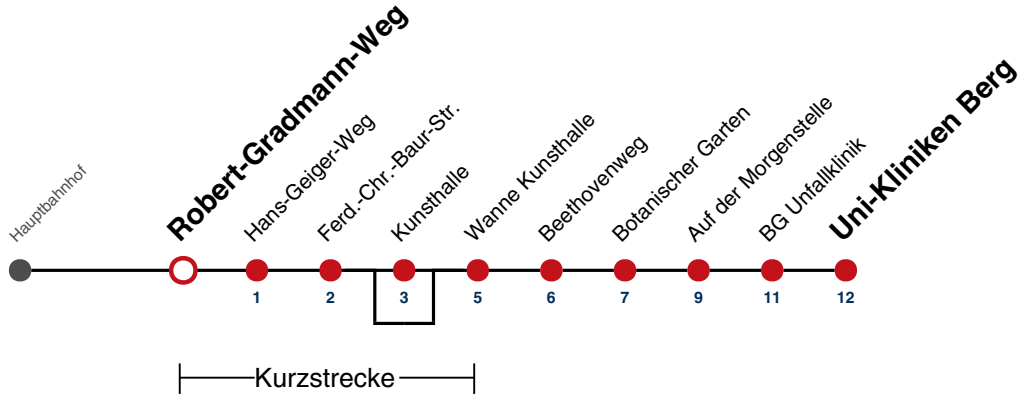 Hauptbahnhof
Robert-Gradmann-Weg
Hans-Geiger-Weg
Ferd.-Chr.-Baur-Str.
Kunsthalle
Wanne Kunsthalle
Beethovenweg
Botanischer Garten
Auf der Morgenstelle
BG Unfallklinik
Uni-Kliniken Berg
1 2 3 5 6 7 9 11 12
Kurzstrecke